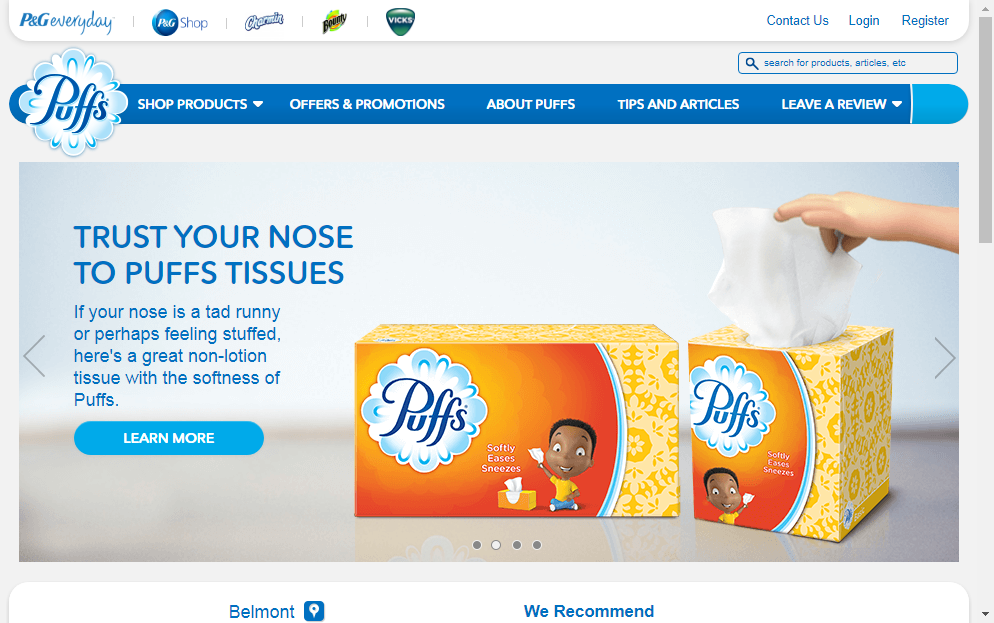 P&G everyday
P&G Shop
Charmin
Bounty
VICKS
Contact Us
Login
Register
search for products, articles, etc
Puffs
SHOP PRODUCTS
OFFERS & PROMOTIONS
ABOUT PUFFS
TIPS AND ARTICLES
LEAVE A REVIEW
TRUST YOUR NOSE
TO PUFFS TISSUES
If your nose is a tad runny
or perhaps feeling stuffed,
here's a great non-lotion
tissue with the softness of
Puffs.
LEARN MORE
Puffs
Softly
Eases
Sneezes
Puffs
Softly
Eases
Sneezes
Belmont
We Recommend